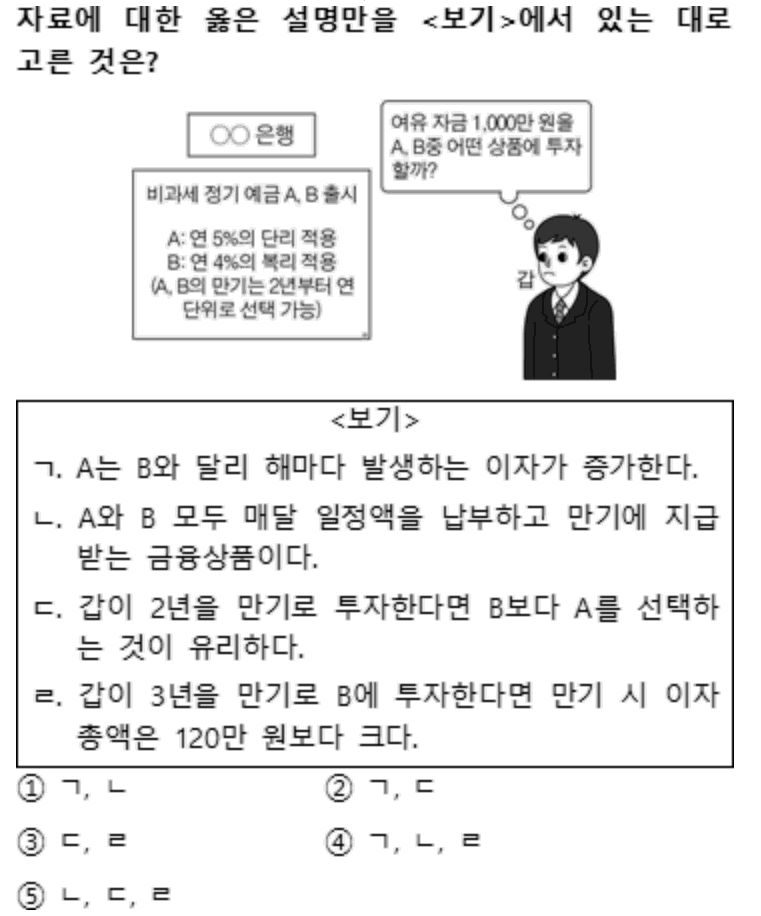 자료에 대한 옳은 설명만을 <보기>에서 있는 대로
고른 것은?
○○ 은행
비과세 정기 예금 A, B 출시
A: 연 5%의 단리 적용
B: 연 4%의 복리 적용
(A, B의 만기는 2년부터 연
단위로 선택 가능)
여유 자금 1,000만 원을
A, B중 어떤 상품에 투자
할까?
갑
<보기>
ㄱ. A는 B와 달리 해마다 발생하는 이자가 증가한다.
ㄴ. A와 B 모두 매달 일정액을 납부하고 만기에 지급
받는 금융상품이다.
ㄷ. 갑이 2년을 만기로 투자한다면 B보다 A를 선택하
는 것이 유리하다.
ㄹ. 갑이 3년을 만기로 B에 투자한다면 만기 시 이자
총액은 120만 원보다 크다.
① ㄱ, ㄴ
② ㄱ, ㄷ
③ ㄷ, ㄹ
④ ㄱ, ㄴ, ㄹ
⑤ ㄴ, ㄷ, ㄹ